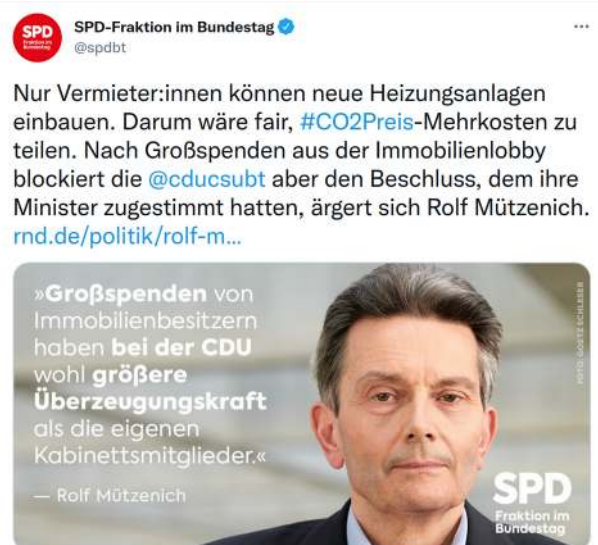 SPD
Fraktion im
Bundestag
SPD-Fraktion im Bundestag
@spdbt
Nur Vermieter:innen können neue Heizungsanlagen
einbauen. Darum wäre fair, #CO2Preis-Mehrkosten zu
teilen. Nach Großspenden aus der Immobilienlobby
blockiert die @cducsubt aber den Beschluss, dem ihre
Minister zugestimmt hatten, ärgert sich Rolf Mützenich.
rnd.de/politik/rolf-m...
»Großspenden von
Immobilienbesitzern
haben bei der CDU
wohl größere
Überzeugungskraft
als die eigenen
Kabinettsmitglieder.«
— Rolf Mützenich
FOTO: GOETZ SCHLESER
SPD
Fraktion im
Bundestag